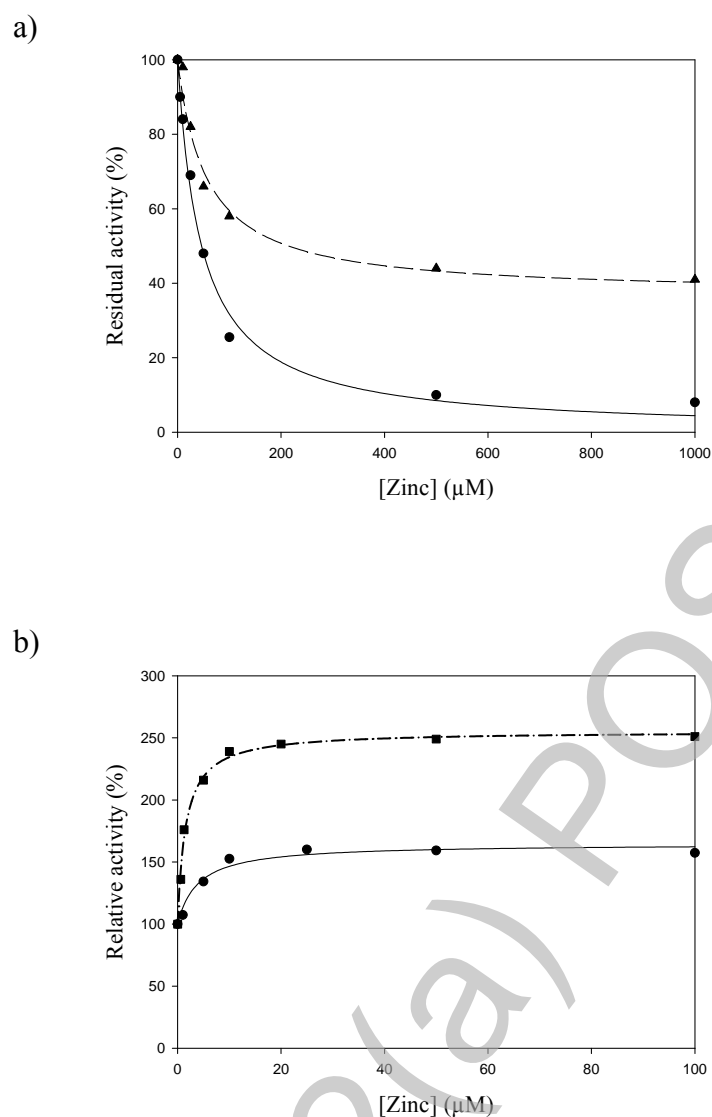 a)
100
80
60
40
20
0
Residual activity (%)
0 200 400 600 800 1000
[Zinc] (µM)
b)
300
250
200
150
100
50
0
Relative activity (%)
0 20 40 60 80 100
[Zinc] (µM)
P(a) POS